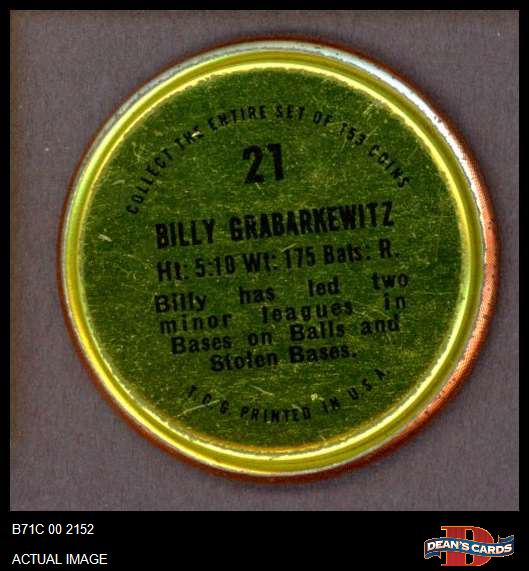 COLLECT THE ENTIRE SET OF 153 COINS
21
BILLY GRABARKEWITZ
Ht: 5:10 Wt: 175 Bats: R.
Billy has led two
minor leagues in
Bases on Balls and
Stolen Bases.
T.C.G. PRINTED IN U.S.A.
B71C 00 2152
ACTUAL IMAGE
D
DEAN'S CARDS